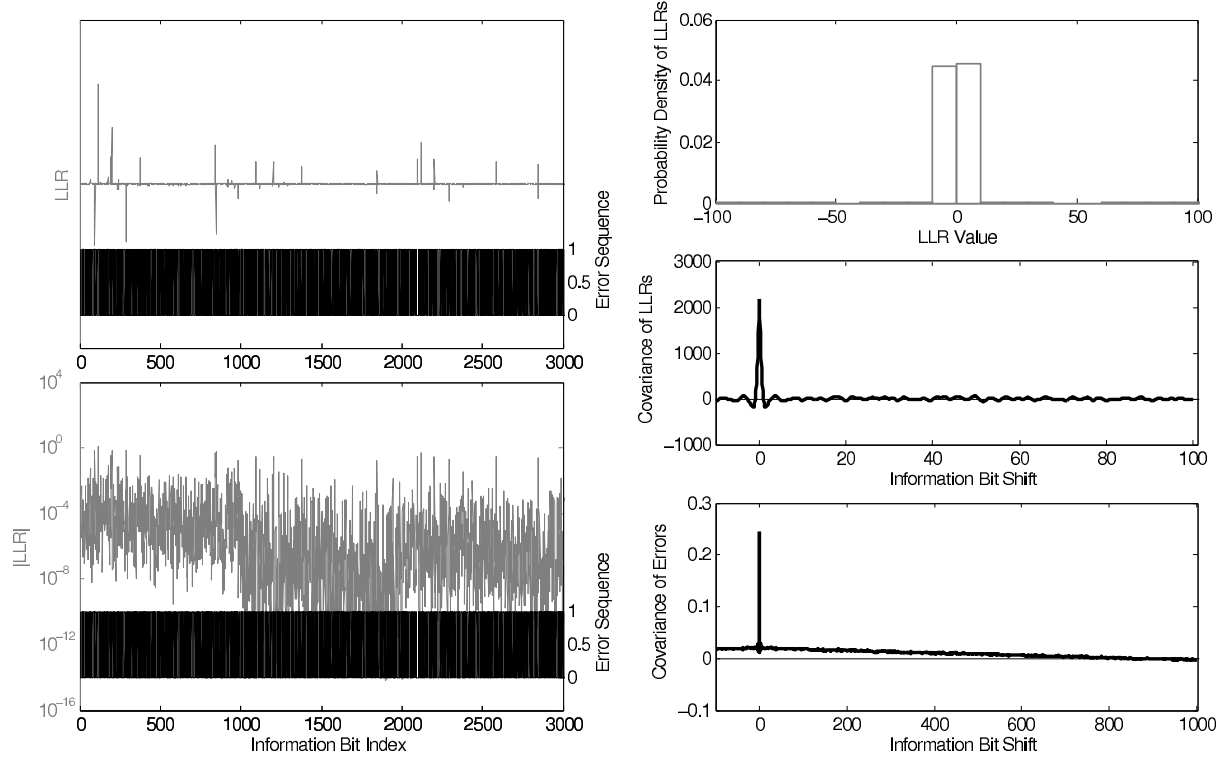 LLR
Error Sequence
1
0.5
0
0 500 1000 1500 2000 2500 3000
|LLR|
10^4
10^0
10^−4
10^−8
10^−12
10^−16
Error Sequence
1
0.5
0
0 500 1000 1500 2000 2500 3000
Information Bit Index
Probability Density of LLRs
0.06
0.04
0.02
0
−100 −50 0 50 100
LLR Value
Covariance of LLRs
3000
2000
1000
0
−1000
0 20 40 60 80 100
Information Bit Shift
Covariance of Errors
0.3
0.2
0.1
0
−0.1
0 200 400 600 800 1000
Information Bit Shift